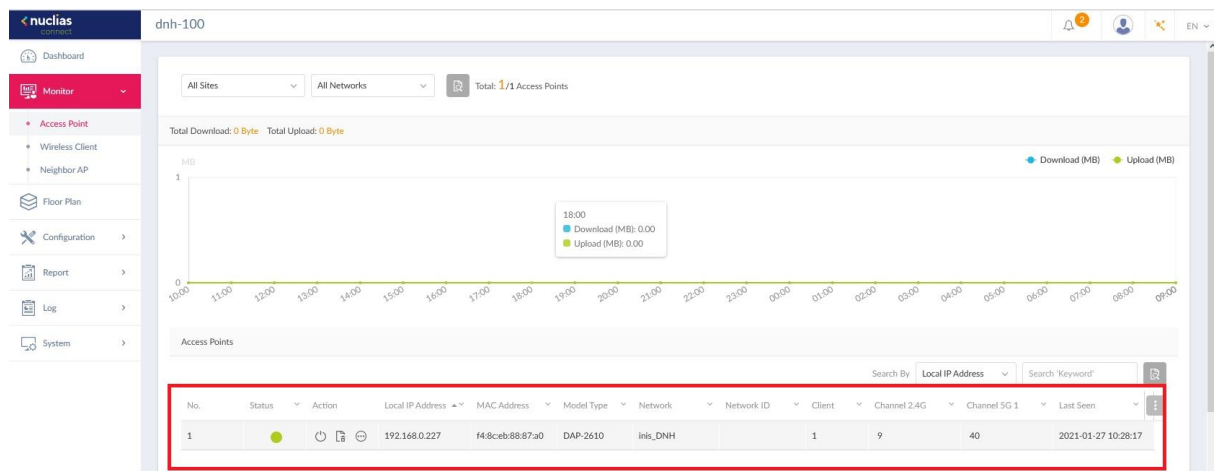 nuclias
connect
dnh-100
2
EN
Dashboard
Monitor
Access Point
Wireless Client
Neighbor AP
Floor Plan
Configuration
Report
Log
System
All Sites All Networks Total: 1/1 Access Points
Total Download: 0 Byte Total Upload: 0 Byte
MB Download (MB) Upload (MB)
1
18:00
Download (MB): 0.00
Upload (MB): 0.00
0
10:00 11:00 12:00 13:00 14:00 15:00 16:00 17:00 18:00 19:00 20:00 21:00 22:00 23:00 00:00 01:00 02:00 03:00 04:00 05:00 06:00 07:00 08:00 09:00
Access Points
Search By Local IP Address Search 'Keyword'
No. Status Action Local IP Address MAC Address Model Type Network Network ID Client Channel 2.4G Channel 5G 1 Last Seen
1 192.168.0.227 f4:8c:eb:88:87:a0 DAP-2610 inis_DNH 1 9 40 2021-01-27 10:28:17